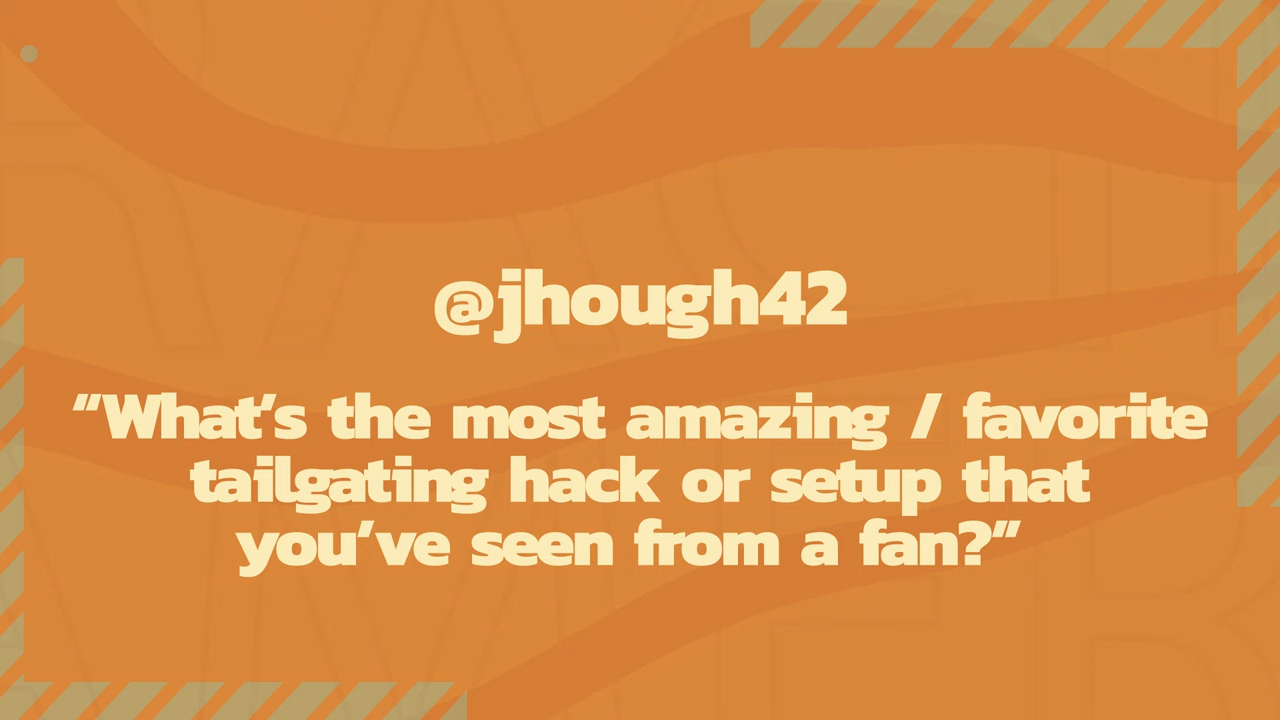 @jhough42
“What’s the most amazing / favorite
tailgating hack or setup that
you’ve seen from a fan?”